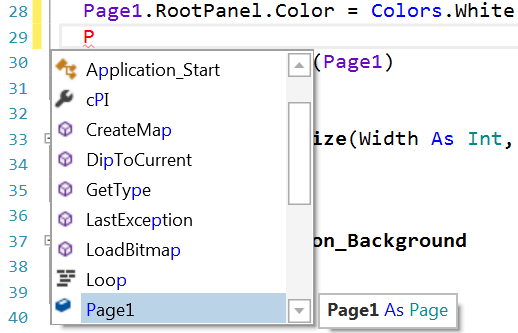 28 Page1.RootPanel.Color = Colors.White
29 P
30 (Page1)
Application_Start
31
cPI
32
CreateMap
33 ize(Width As Int,
DipToCurrent
34
GetType
35
LastException
36
LoadBitmap
37 on_Background
38
Loop
39
Page1 Page1 As Page
40